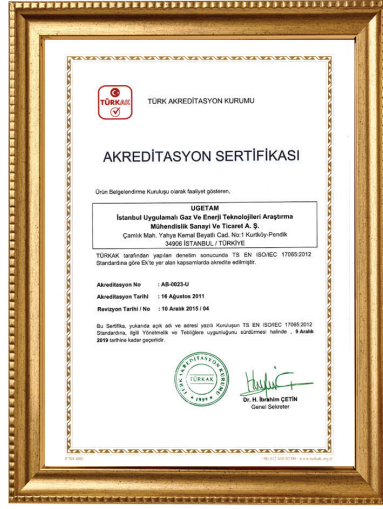 TÜRKAK
TÜRK AKREDİTASYON KURUMU
AKREDİTASYON SERTİFİKASI
Ürün Belgelendirme Kuruluşu olarak faaliyet gösteren,
UGETAM
İstanbul Uygulamalı Gaz Ve Enerji Teknolojileri Araştırma
Mühendislik Sanayi Ve Ticaret A. Ş.
Çamlık Mah. Yahya Kemal Beyatlı Cad. No:1 Kurtköy-Pendik
34906 İSTANBUL / TÜRKİYE
TÜRKAK tarafından yapılan denetim sonucunda TS EN ISO/IEC 17065:2012
Standardına göre Ek'te yer alan kapsamlarda akredite edilmiştir.
Akreditasyon No : AB-0023-U
Akreditasyon Tarihi : 16 Ağustos 2011
Revizyon Tarihi / No : 10 Aralık 2015 / 04
Bu Sertifika, yukarıda açık adı ve adresi yazılı Kuruluşun TS EN ISO/IEC 17065:2012
Standardına, ilgili Yönetmelik ve Tebliğlere uygunluğunu sürdürmesi halinde , 9 Aralık
2019 tarihine kadar geçerlidir.
TÜRK AKREDİTASYON KURUMU
TÜRKAK
1999
Dr. H. İbrahim ÇETİN
Genel Sekreter